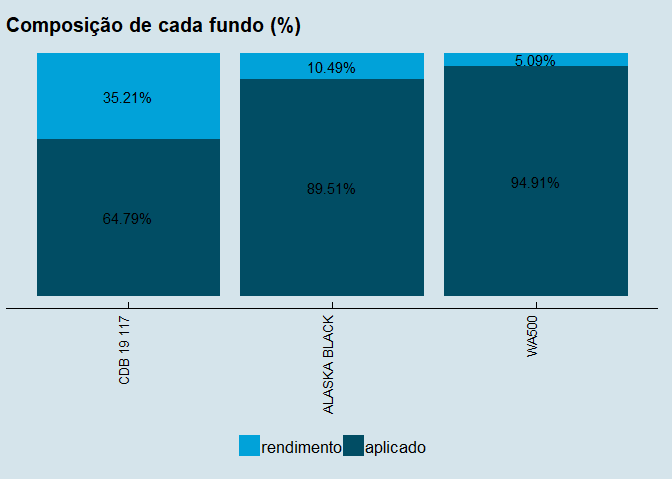 Composição de cada fundo (%)
35.21%
10.49%
5.09%
64.79%
89.51%
94.91%
CDB 19 117
ALASKA BLACK
WA500
rendimento
aplicado